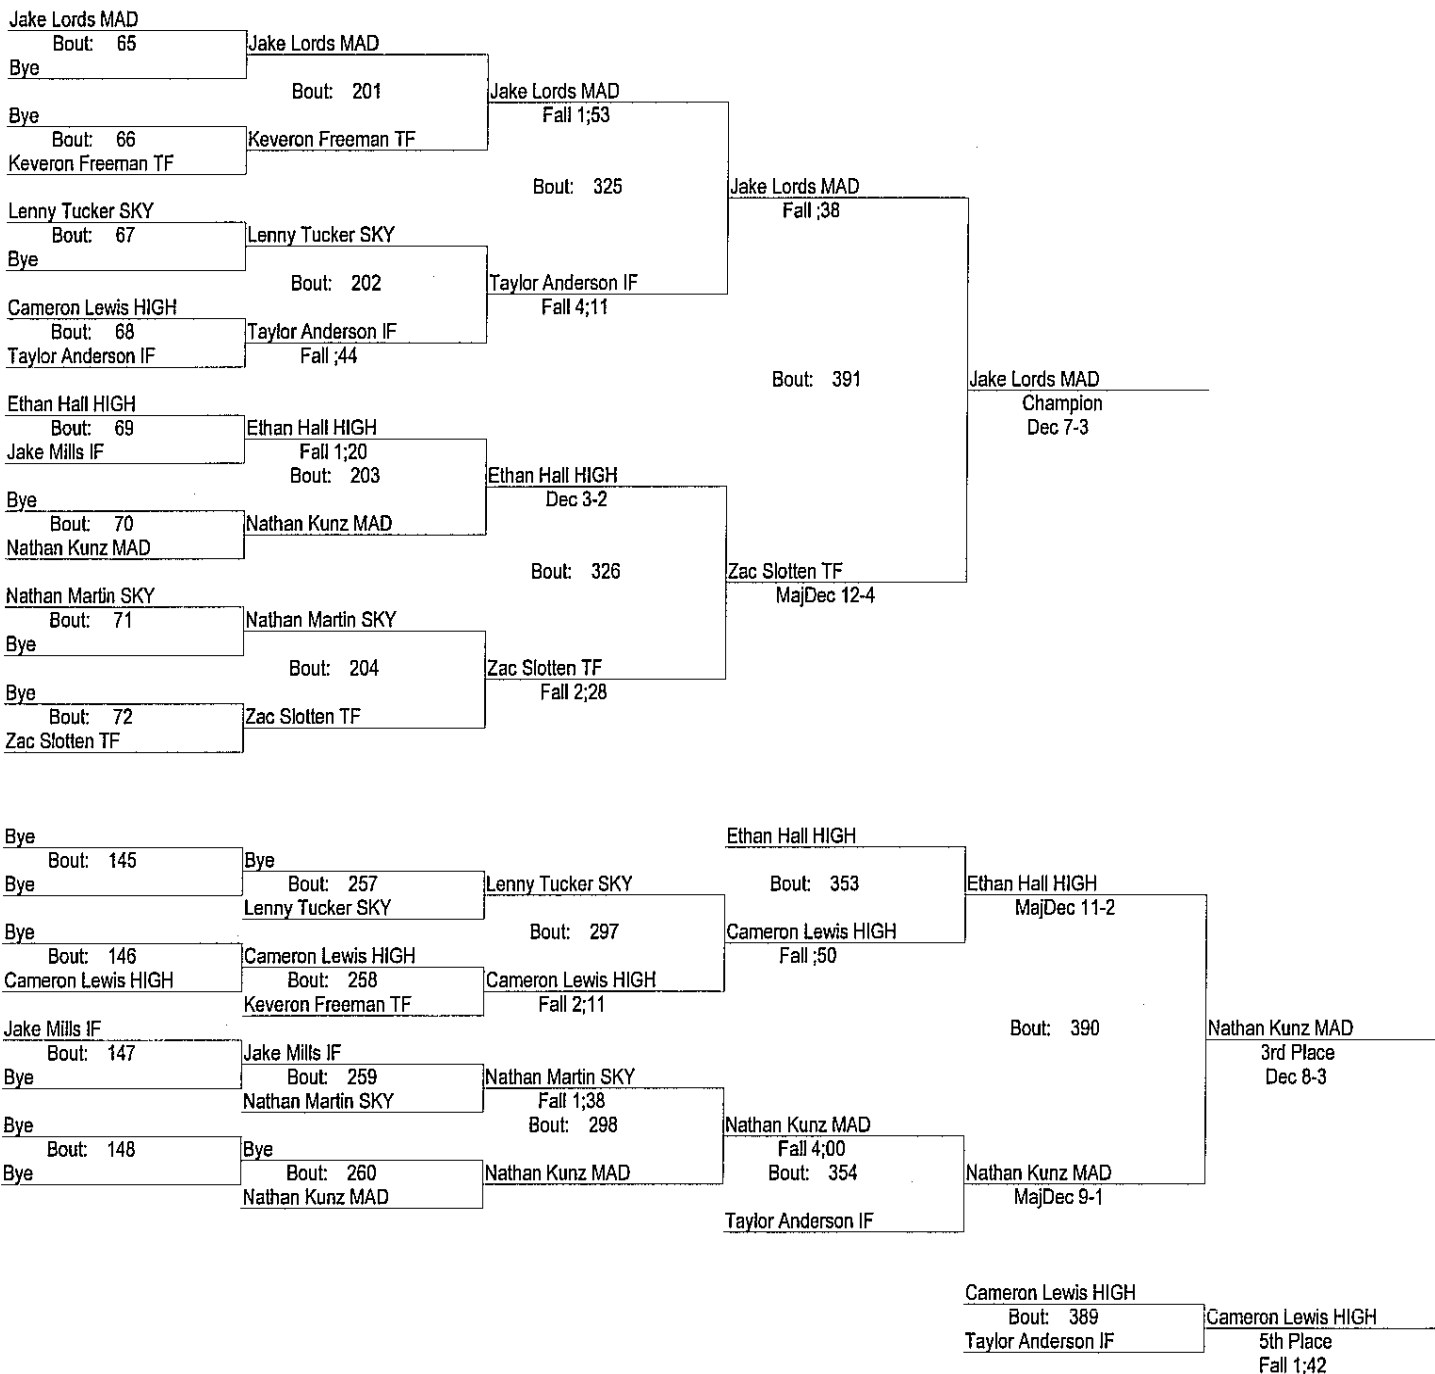 Jake Lords MAD
Bout: 65
Bye
Jake Lords MAD
Bout: 201
Bye
Bout: 66
Keveron Freeman TF
Keveron Freeman TF
Jake Lords MAD
Fall 1;53
Bout: 325
Lenny Tucker SKY
Bout: 67
Bye
Lenny Tucker SKY
Bout: 202
Cameron Lewis HIGH
Bout: 68
Taylor Anderson IF
Taylor Anderson IF
Fall ;44
Taylor Anderson IF
Fall 4;11
Jake Lords MAD
Fall ;38
Bout: 391
Ethan Hall HIGH
Bout: 69
Jake Mills IF
Ethan Hall HIGH
Fall 1;20
Bout: 203
Bye
Bout: 70
Nathan Kunz MAD
Nathan Kunz MAD
Ethan Hall HIGH
Dec 3-2
Bout: 326
Nathan Martin SKY
Bout: 71
Bye
Nathan Martin SKY
Bout: 204
Bye
Bout: 72
Zac Slotten TF
Zac Slotten TF
Zac Slotten TF
Fall 2;28
Zac Slotten TF
MajDec 12-4
Jake Lords MAD
Champion
Dec 7-3
Bye
Bout: 145
Bye
Bye
Bout: 257
Lenny Tucker SKY
Lenny Tucker SKY
Bout: 297
Bye
Bout: 146
Cameron Lewis HIGH
Cameron Lewis HIGH
Bout: 258
Keveron Freeman TF
Cameron Lewis HIGH
Fall 2;11
Ethan Hall HIGH
Bout: 353
Cameron Lewis HIGH
Fall ;50
Ethan Hall HIGH
MajDec 11-2
Bout: 390
Jake Mills IF
Bout: 147
Bye
Jake Mills IF
Bout: 259
Nathan Martin SKY
Nathan Martin SKY
Fall 1;38
Bout: 298
Bye
Bout: 148
Bye
Bye
Bout: 260
Nathan Kunz MAD
Nathan Kunz MAD
Nathan Kunz MAD
Fall 4;00
Bout: 354
Taylor Anderson IF
Nathan Kunz MAD
MajDec 9-1
Nathan Kunz MAD
3rd Place
Dec 8-3
Cameron Lewis HIGH
Bout: 389
Taylor Anderson IF
Cameron Lewis HIGH
5th Place
Fall 1;42